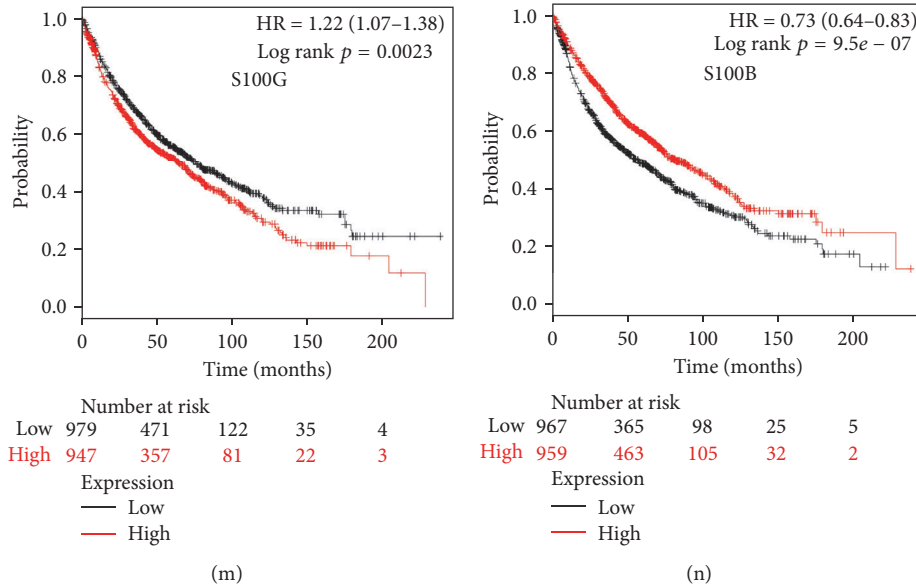 HR = 1.22 (1.07–1.38)
Log rank p = 0.0023
S100G
Probability
1.0
0.8
0.6
0.4
0.2
0.0
0 50 100 150 200
Time (months)
Number at risk
Low 979 471 122 35 4
High 947 357 81 22 3
Expression
Low
High
(m)
HR = 0.73 (0.64–0.83)
Log rank p = 9.5e − 07
S100B
Probability
1.0
0.8
0.6
0.4
0.2
0.0
0 50 100 150 200
Time (months)
Number at risk
Low 967 365 98 25 5
High 959 463 105 32 2
Expression
Low
High
(n)